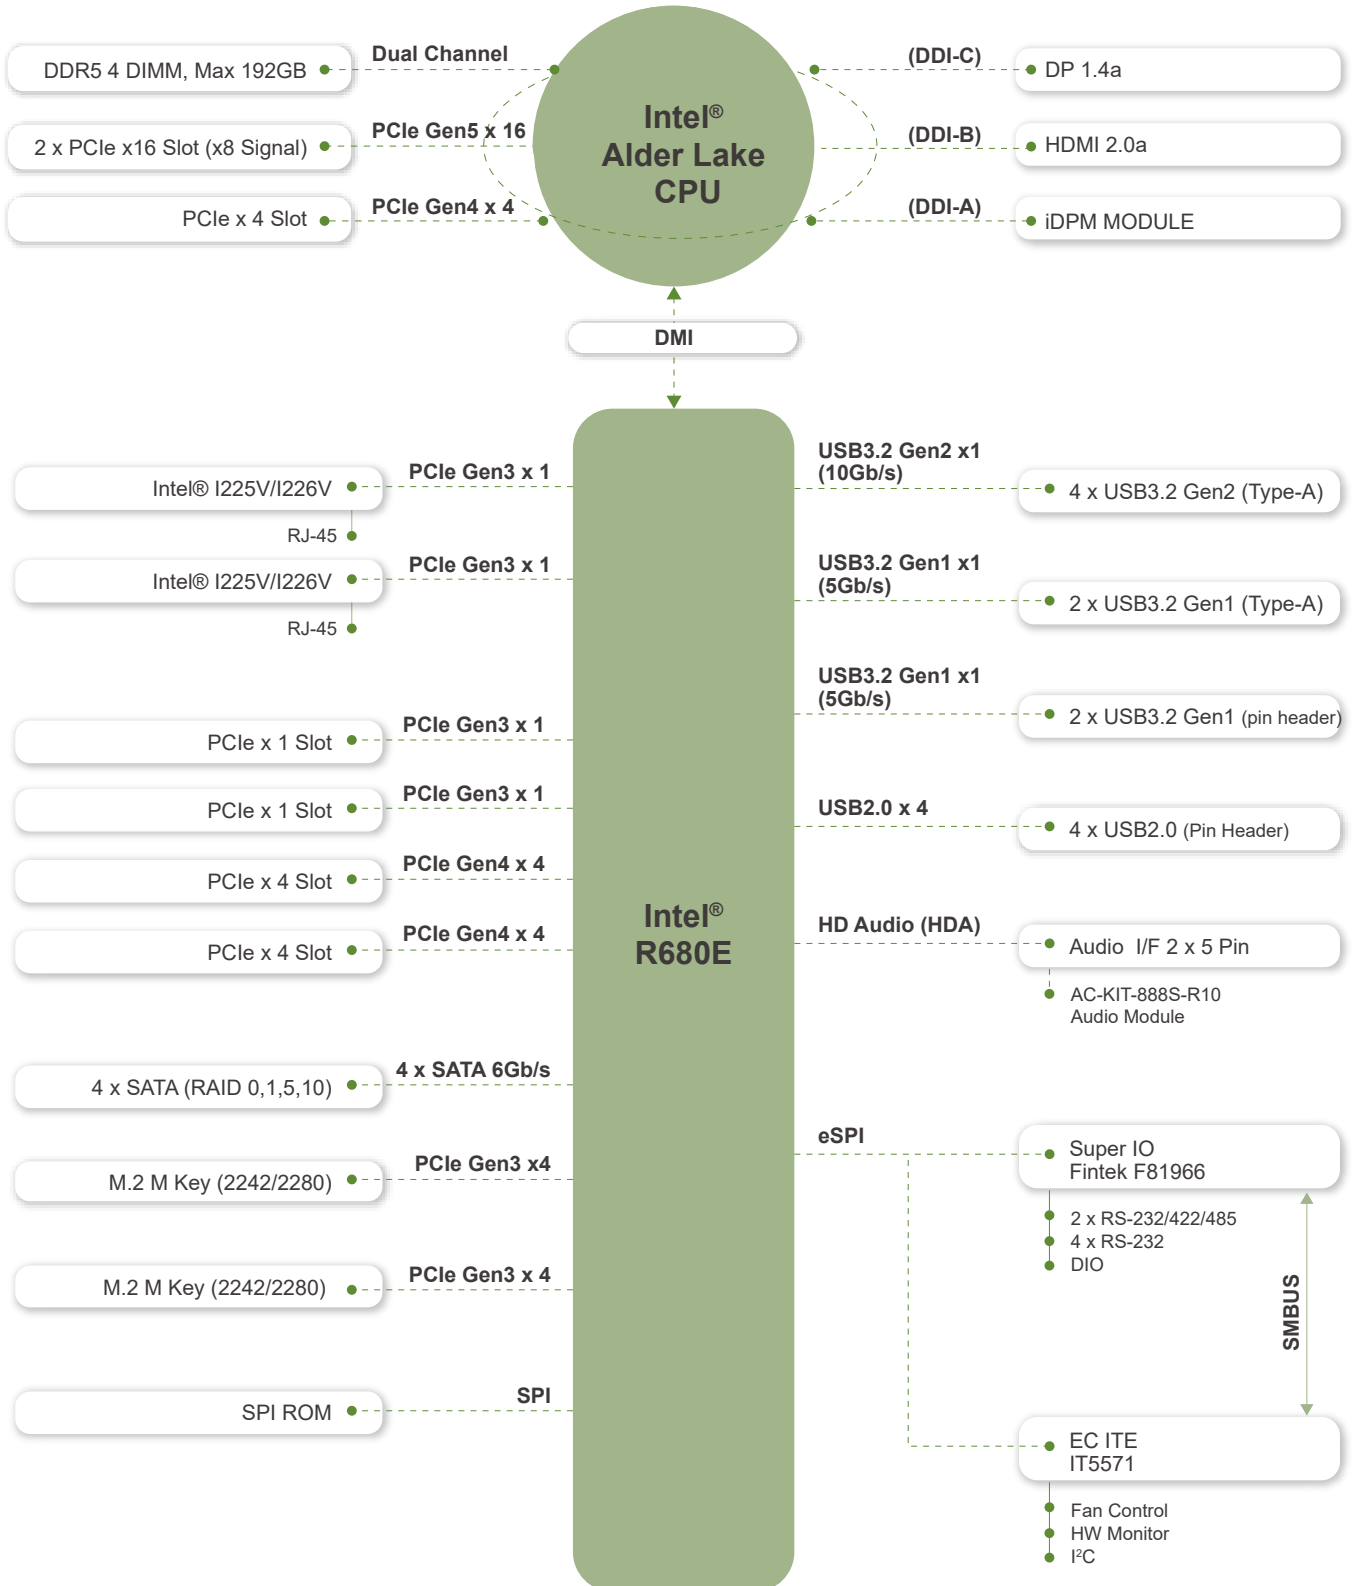 Dual Channel
DDR5 4 DIMM, Max 192GB
PCIe Gen5 x 16
2 x PCIe x16 Slot (x8 Signal)
PCIe Gen4 x 4
PCIe x 4 Slot
Intel®
Alder Lake
CPU
(DDI-C)
DP 1.4a
(DDI-B)
HDMI 2.0a
(DDI-A)
iDPM MODULE
DMI
PCIe Gen3 x 1
Intel® I225V/I226V
RJ-45
PCIe Gen3 x 1
Intel® I225V/I226V
RJ-45
PCIe Gen3 x 1
PCIe x 1 Slot
PCIe Gen3 x 1
PCIe x 1 Slot
PCIe Gen4 x 4
PCIe x 4 Slot
PCIe Gen4 x 4
PCIe x 4 Slot
4 x SATA 6Gb/s
4 x SATA (RAID 0,1,5,10)
PCIe Gen3 x4
M.2 M Key (2242/2280)
PCIe Gen3 x 4
M.2 M Key (2242/2280)
SPI
SPI ROM
Intel®
R680E
USB3.2 Gen2 x1
(10Gb/s)
4 x USB3.2 Gen2 (Type-A)
USB3.2 Gen1 x1
(5Gb/s)
2 x USB3.2 Gen1 (Type-A)
USB3.2 Gen1 x1
(5Gb/s)
2 x USB3.2 Gen1 (pin header)
USB2.0 x 4
4 x USB2.0 (Pin Header)
HD Audio (HDA)
Audio I/F 2 x 5 Pin
AC-KIT-888S-R10
Audio Module
eSPI
Super IO
Fintek F81966
2 x RS-232/422/485
4 x RS-232
DIO
SMBUS
EC ITE
IT5571
Fan Control
HW Monitor
I²C